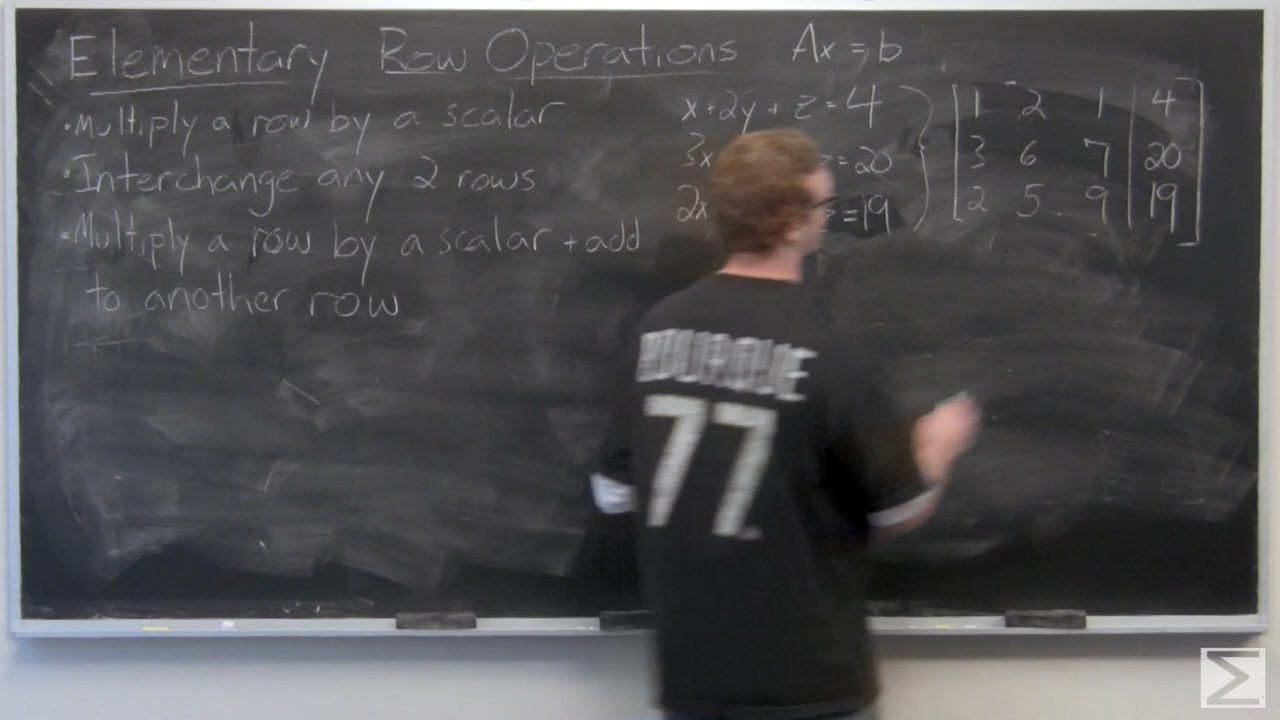 Elementary Row Operations
• Multiply a row by a scalar
• Interchange any 2 rows
• Multiply a row by a scalar + add
to another row
Ax = b
x + 2y + z = 4
3x = 20
2x = 19
1 2 1 | 4
3 6 7 | 20
2 5 9 | 19
BOURQUE
77
Σ